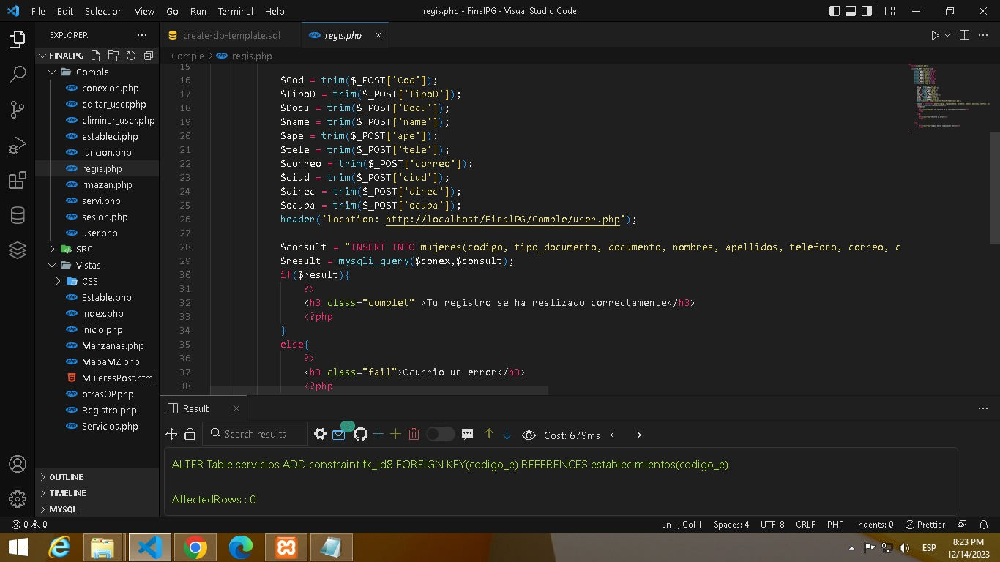 File Edit Selection View Go Run Terminal Help regis.php - FinalPG - Visual Studio Code
EXPLORER ···
create-db-template.sql regis.php
FINALPG
Comple > regis.php
Comple
conexion.php
editar_user.php
eliminar_user.php
estableci.php
funcion.php
regis.php
rmazan.php
servi.php
sesion.php
user.php
SRC
Vistas
CSS
Estable.php
Index.php
Inicio.php
Manzanas.php
MapaMZ.php
MujeresPost.html
otrasOP.php
Registro.php
Servicios.php
OUTLINE
TIMELINE
MYSQL
15
16 $Cod = trim($_POST['Cod']);
17 $TipoD = trim($_POST['TipoD']);
18 $Docu = trim($_POST['Docu']);
19 $name = trim($_POST['name']);
20 $ape = trim($_POST['ape']);
21 $tele = trim($_POST['tele']);
22 $correo = trim($_POST['correo']);
23 $ciud = trim($_POST['ciud']);
24 $direc = trim($_POST['direc']);
25 $ocupa = trim($_POST['ocupa']);
26 header('location: http://localhost/FinalPG/Comple/user.php');
27
28 $consult = "INSERT INTO mujeres(codigo, tipo_documento, documento, nombres, apellidos, telefono, correo, c
29 $result = mysqli_query($conex,$consult);
30 if($result){
31 ?>
32 <h3 class="complet" >Tu registro se ha realizado correctamente</h3>
33 <?php
34 }
35 else{
36 ?>
37 <h3 class="fail">Ocurrio un error</h3>
38 <?php
Result
Search results 1 Cost: 679ms < >
ALTER Table servicios ADD constraint fk_id8 FOREIGN KEY(codigo_e) REFERENCES establecimientos(codigo_e)
AffectedRows : 0
0 0 Ln 1, Col 1 Spaces: 4 UTF-8 CRLF PHP Indents: 0 Prettier
ESP 8:23 PM
12/14/2023